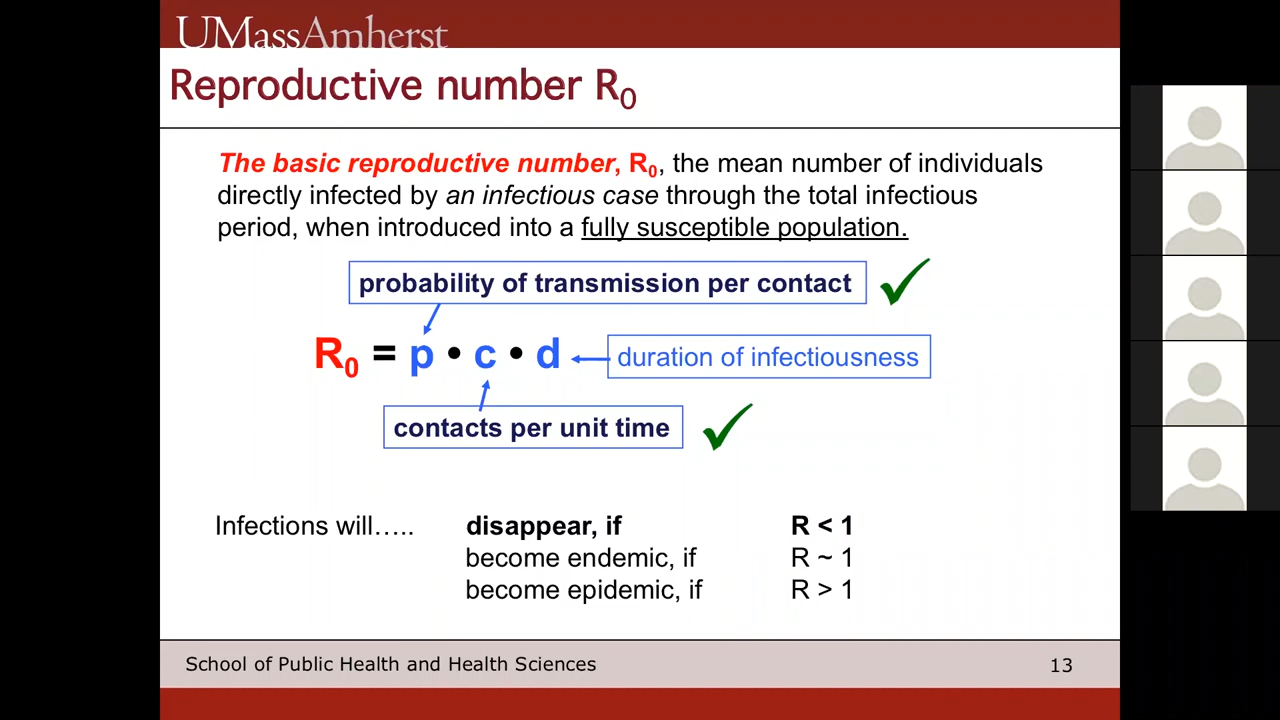 UMassAmherst
Reproductive number R₀
The basic reproductive number, R₀, the mean number of individuals
directly infected by an infectious case through the total infectious
period, when introduced into a fully susceptible population.
probability of transmission per contact
R₀ = p • c • d
duration of infectiousness
contacts per unit time
Infections will….. disappear, if R < 1
become endemic, if R ~ 1
become epidemic, if R > 1
School of Public Health and Health Sciences 13